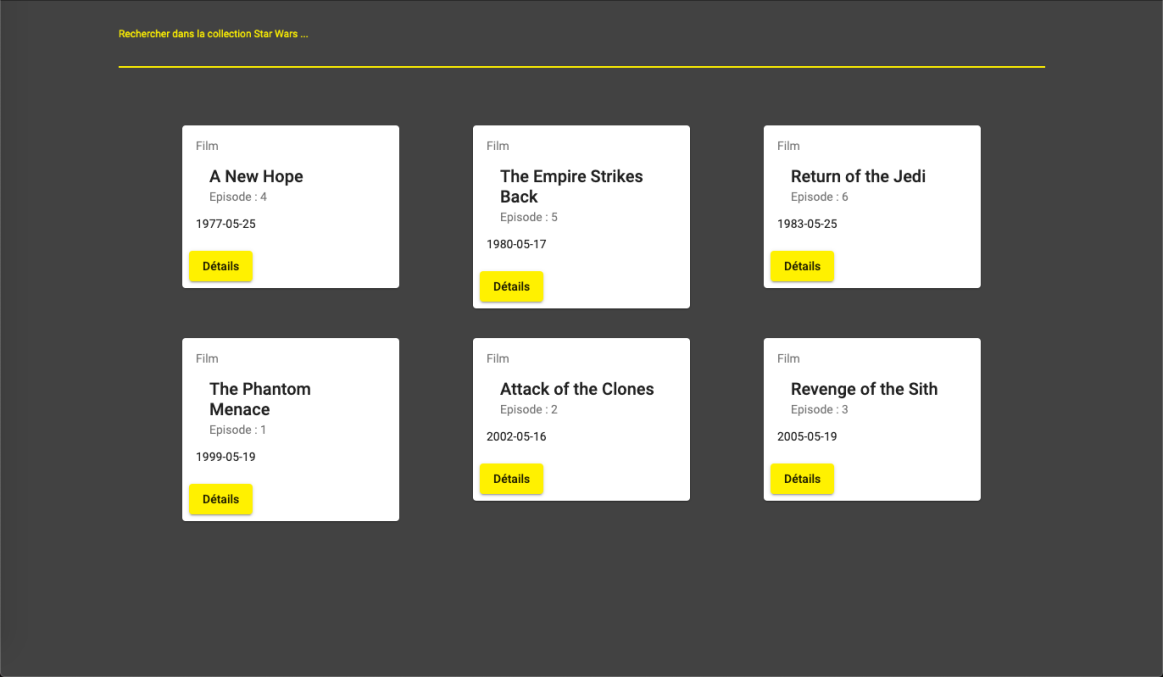 Rechercher dans la collection Star Wars ...
Film
A New Hope
Episode : 4
1977-05-25
Détails
Film
The Empire Strikes
Back
Episode : 5
1980-05-17
Détails
Film
Return of the Jedi
Episode : 6
1983-05-25
Détails
Film
The Phantom
Menace
Episode : 1
1999-05-19
Détails
Film
Attack of the Clones
Episode : 2
2002-05-16
Détails
Film
Revenge of the Sith
Episode : 3
2005-05-19
Détails